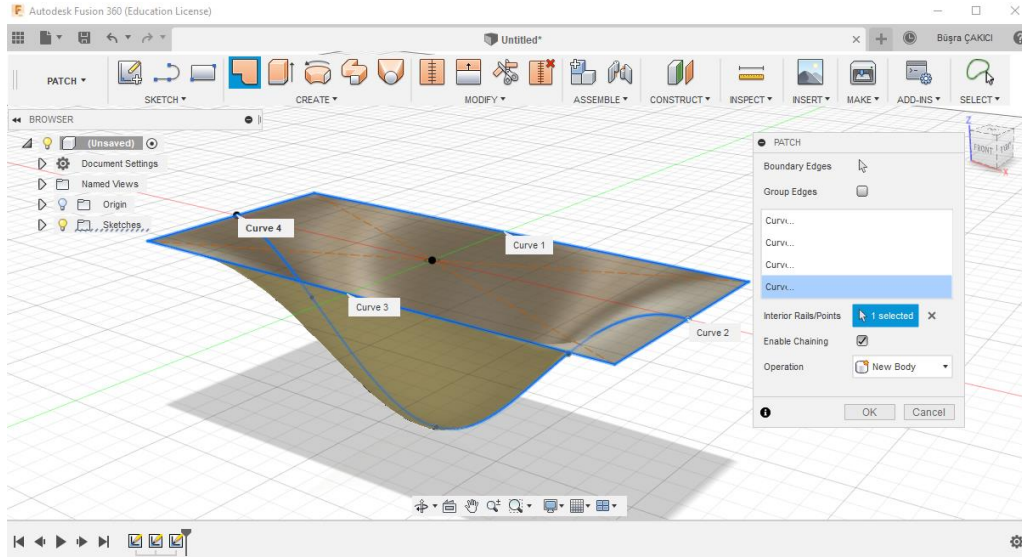 Autodesk Fusion 360 (Education License)
Untitled*
Büşra ÇAKICI
PATCH
SKETCH
CREATE
MODIFY
ASSEMBLE
CONSTRUCT
INSPECT
INSERT
MAKE
ADD-INS
SELECT
BROWSER
(Unsaved)
Document Settings
Named Views
Origin
Sketches
Z
FRONT
X
Curve 4
Curve 1
Curve 3
Curve 2
PATCH
Boundary Edges
Group Edges
Curv...
Curv...
Curv...
Curv...
Interior Rails/Points
1 selected
Enable Chaining
Operation
New Body
OK
Cancel